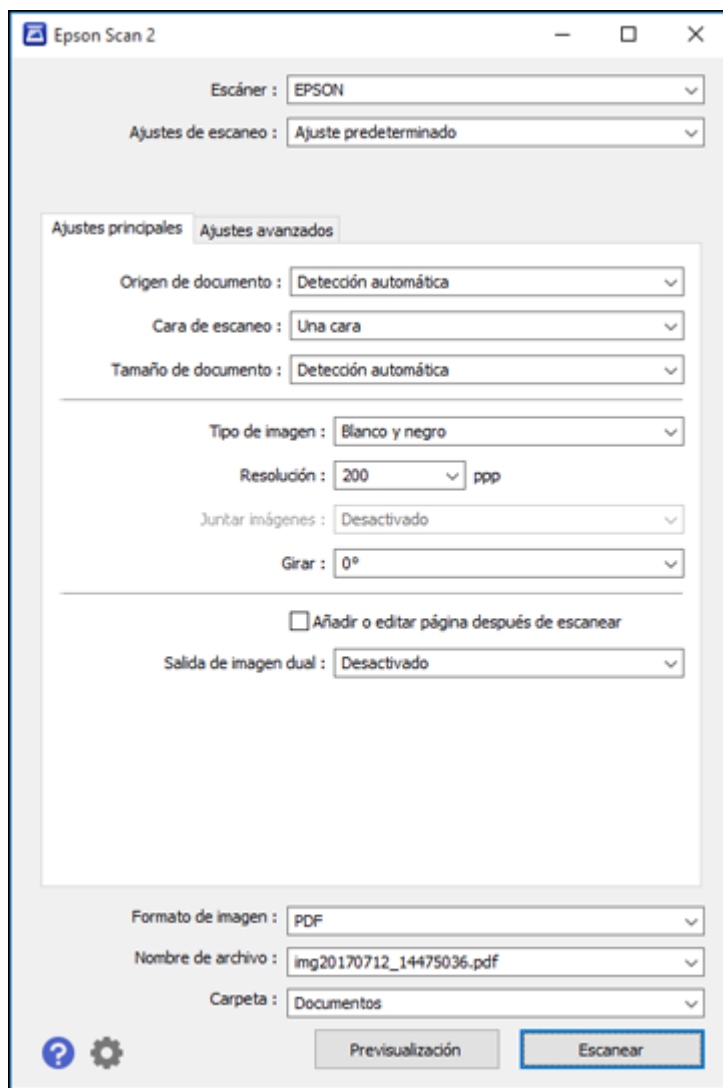 Epson Scan 2
Escáner : EPSON
Ajustes de escaneo : Ajuste predeterminado
Ajustes principales Ajustes avanzados
Origen de documento : Detección automática
Cara de escaneo : Una cara
Tamaño de documento : Detección automática
Tipo de imagen : Blanco y negro
Resolución : 200 ppp
Juntar imágenes : Desactivado
Girar : 0º
Añadir o editar página después de escanear
Salida de imagen dual : Desactivado
Formato de imagen : PDF
Nombre de archivo : img20170712_14475036.pdf
Carpeta : Documentos
? Previsualización Escanear